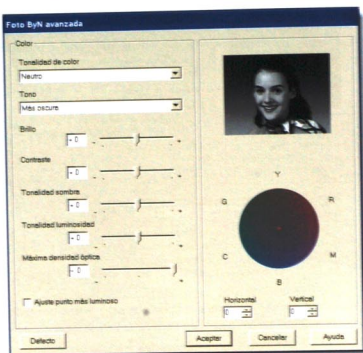 Foto ByN avanzada
Color
Tonalidad de color
Neutro
Tono
Más oscura
Brillo
+ 0
- +
Contraste
+ 0
- +
Tonalidad sombra
+ 0
- +
Tonalidad luminosidad
+ 0
- +
Máxima densidad óptica
+ 0
Ajuste punto más luminoso
Y
G R
C M
B
Horizontal Vertical
0 0
Defecto Aceptar Cancelar Ayuda